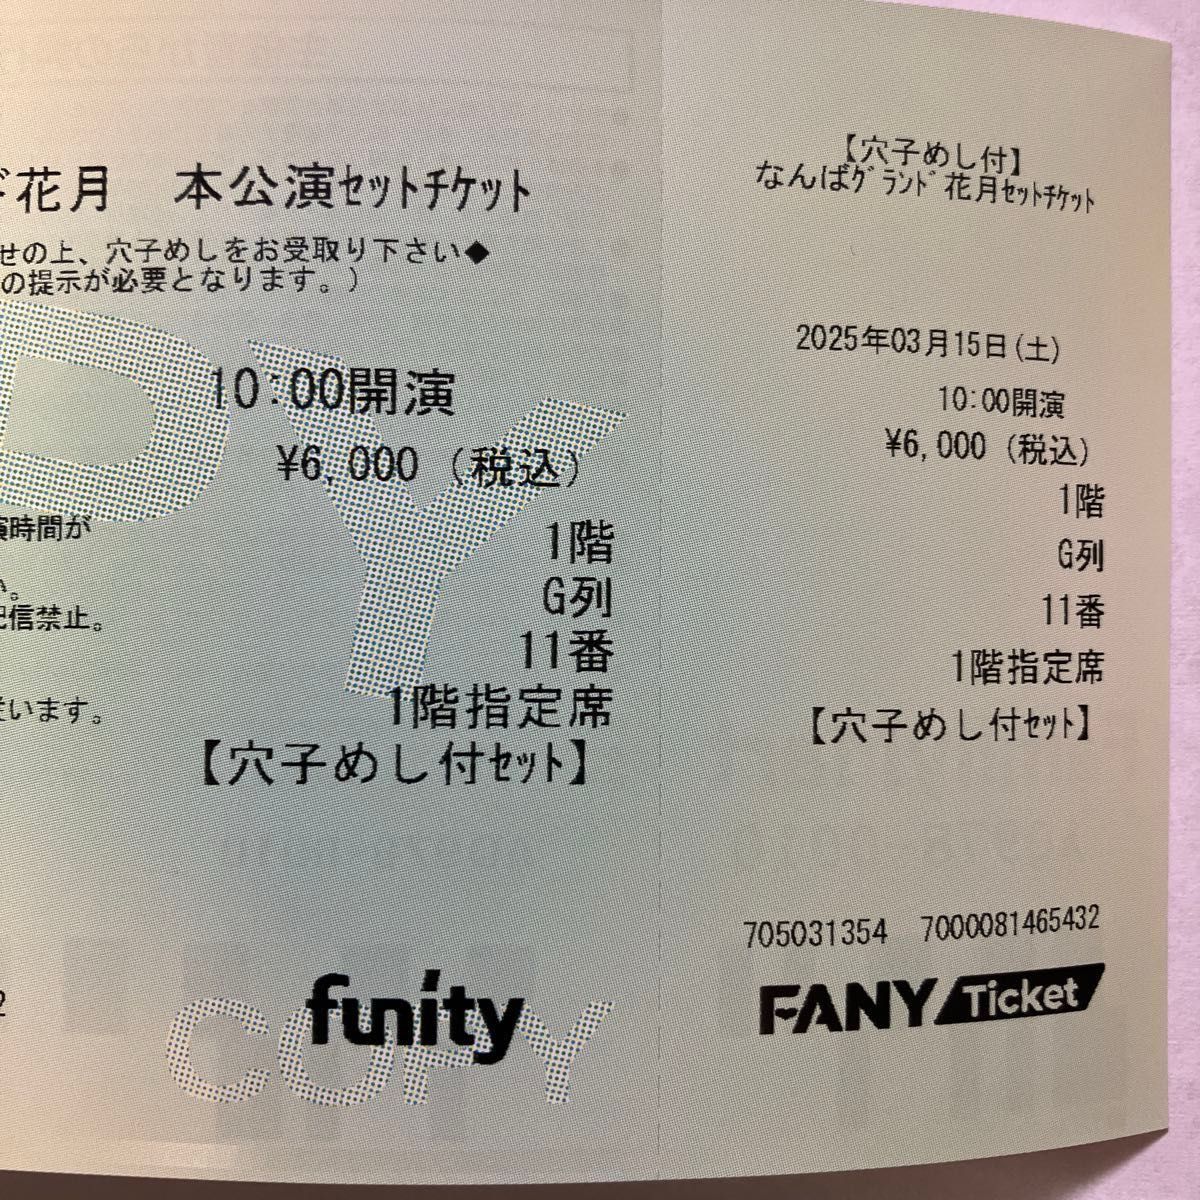 花月 本公演ｾｯﾄﾁｹｯﾄ
せの上、穴子めしをお受取り下さい◆
の提示が必要となります。）
10:00開演
¥6,000 (税込)
時間が
1階
G列
信禁止。
11番
います。
1階指定席
【穴子めし付ｾｯﾄ】
funity
COPY
【穴子めし付】
なんばｸﾞﾗﾝﾄﾞ花月ｾｯﾄﾁｹｯﾄ
2025年03月15日(土)
10:00開演
¥6,000 (税込)
1階
G列
11番
1階指定席
【穴子めし付ｾｯﾄ】
705031354 7000081465432
FANY Ticket